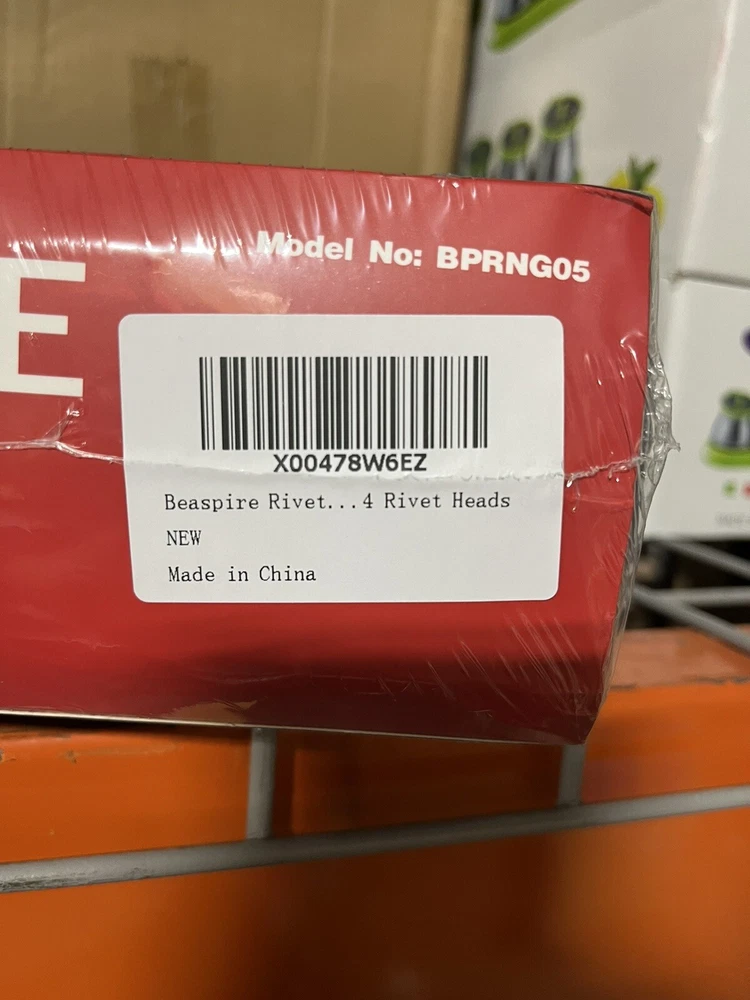 Model No: BPRNG05
E
X00478W6EZ
Beaspire Rivet...4 Rivet Heads
NEW
Made in China